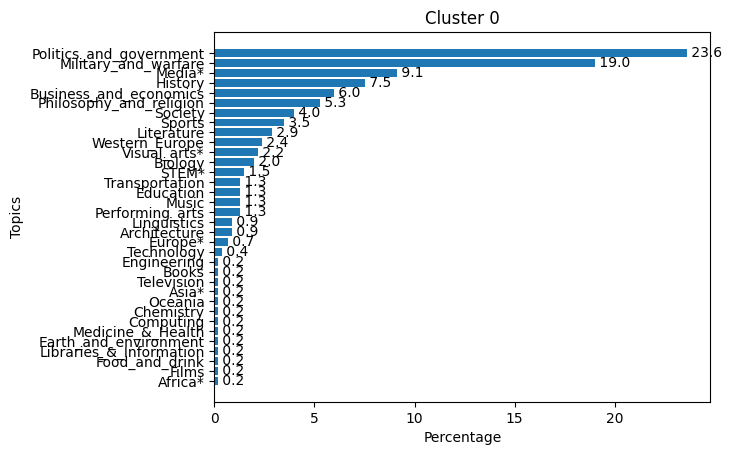 Cluster 0
Politics_and_government 23.6
Military_and_warfare 19.0
Media* 9.1
History 7.5
Business_and_economics 6.0
Philosophy_and_religion 5.3
Society 4.0
Sports 3.5
Literature 2.9
Western_Europe 2.4
Visual_arts* 2.2
Biology 2.0
STEM* 1.5
Transportation 1.3
Education 1.3
Music 1.3
Performing_arts 1.3
Linguistics 0.9
Architecture 0.9
Europe* 0.7
Technology 0.4
Engineering 0.2
Books 0.2
Television 0.2
Asia* 0.2
Oceania 0.2
Chemistry 0.2
Computing 0.2
Medicine_&_Health 0.2
Earth_and_environment 0.2
Libraries_&_Information 0.2
Food_and_drink 0.2
Films 0.2
Africa* 0.2
Topics
0 5 10 15 20
Percentage